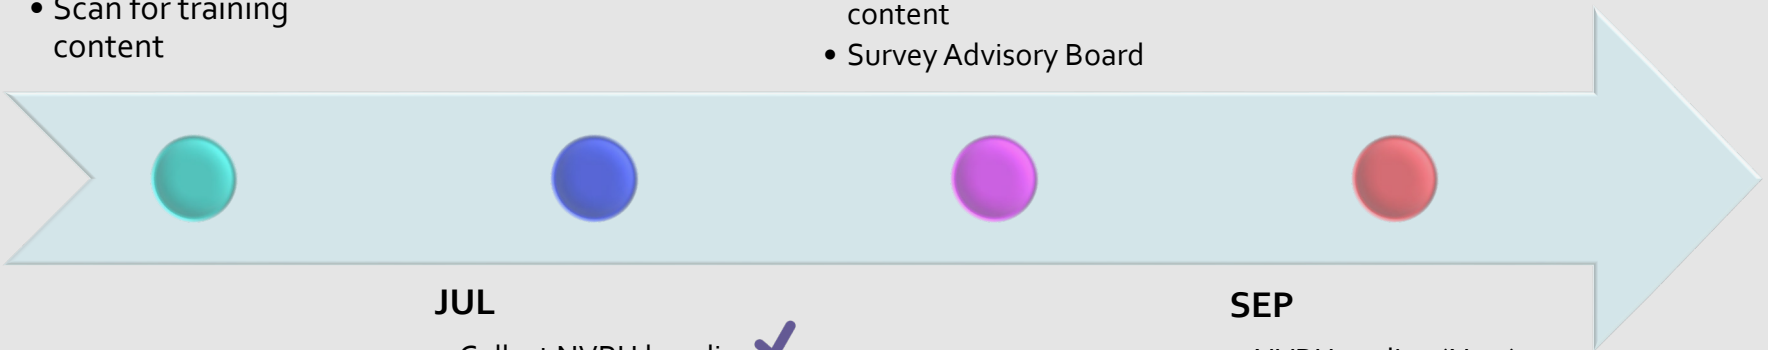 • Scan for training
content
content
• Survey Advisory Board
JUL
SEP